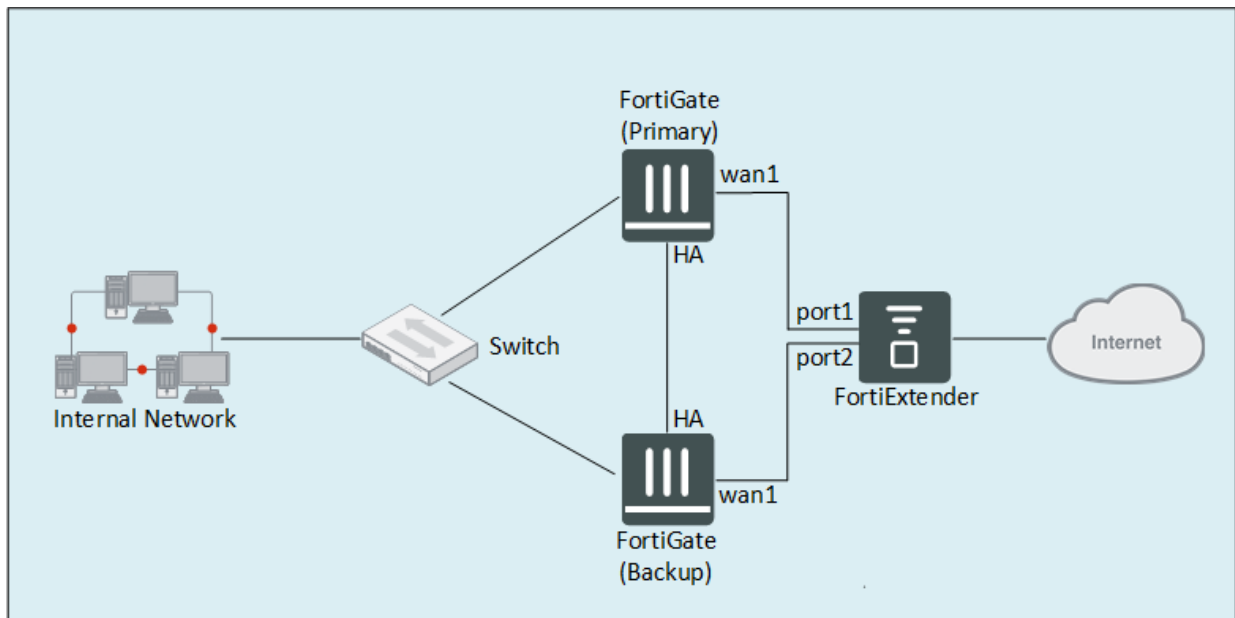 FortiGate
(Primary)
wan1
HA
port1
Internet
Switch
port2
FortiExtender
Internal Network
HA
wan1
FortiGate
(Backup)